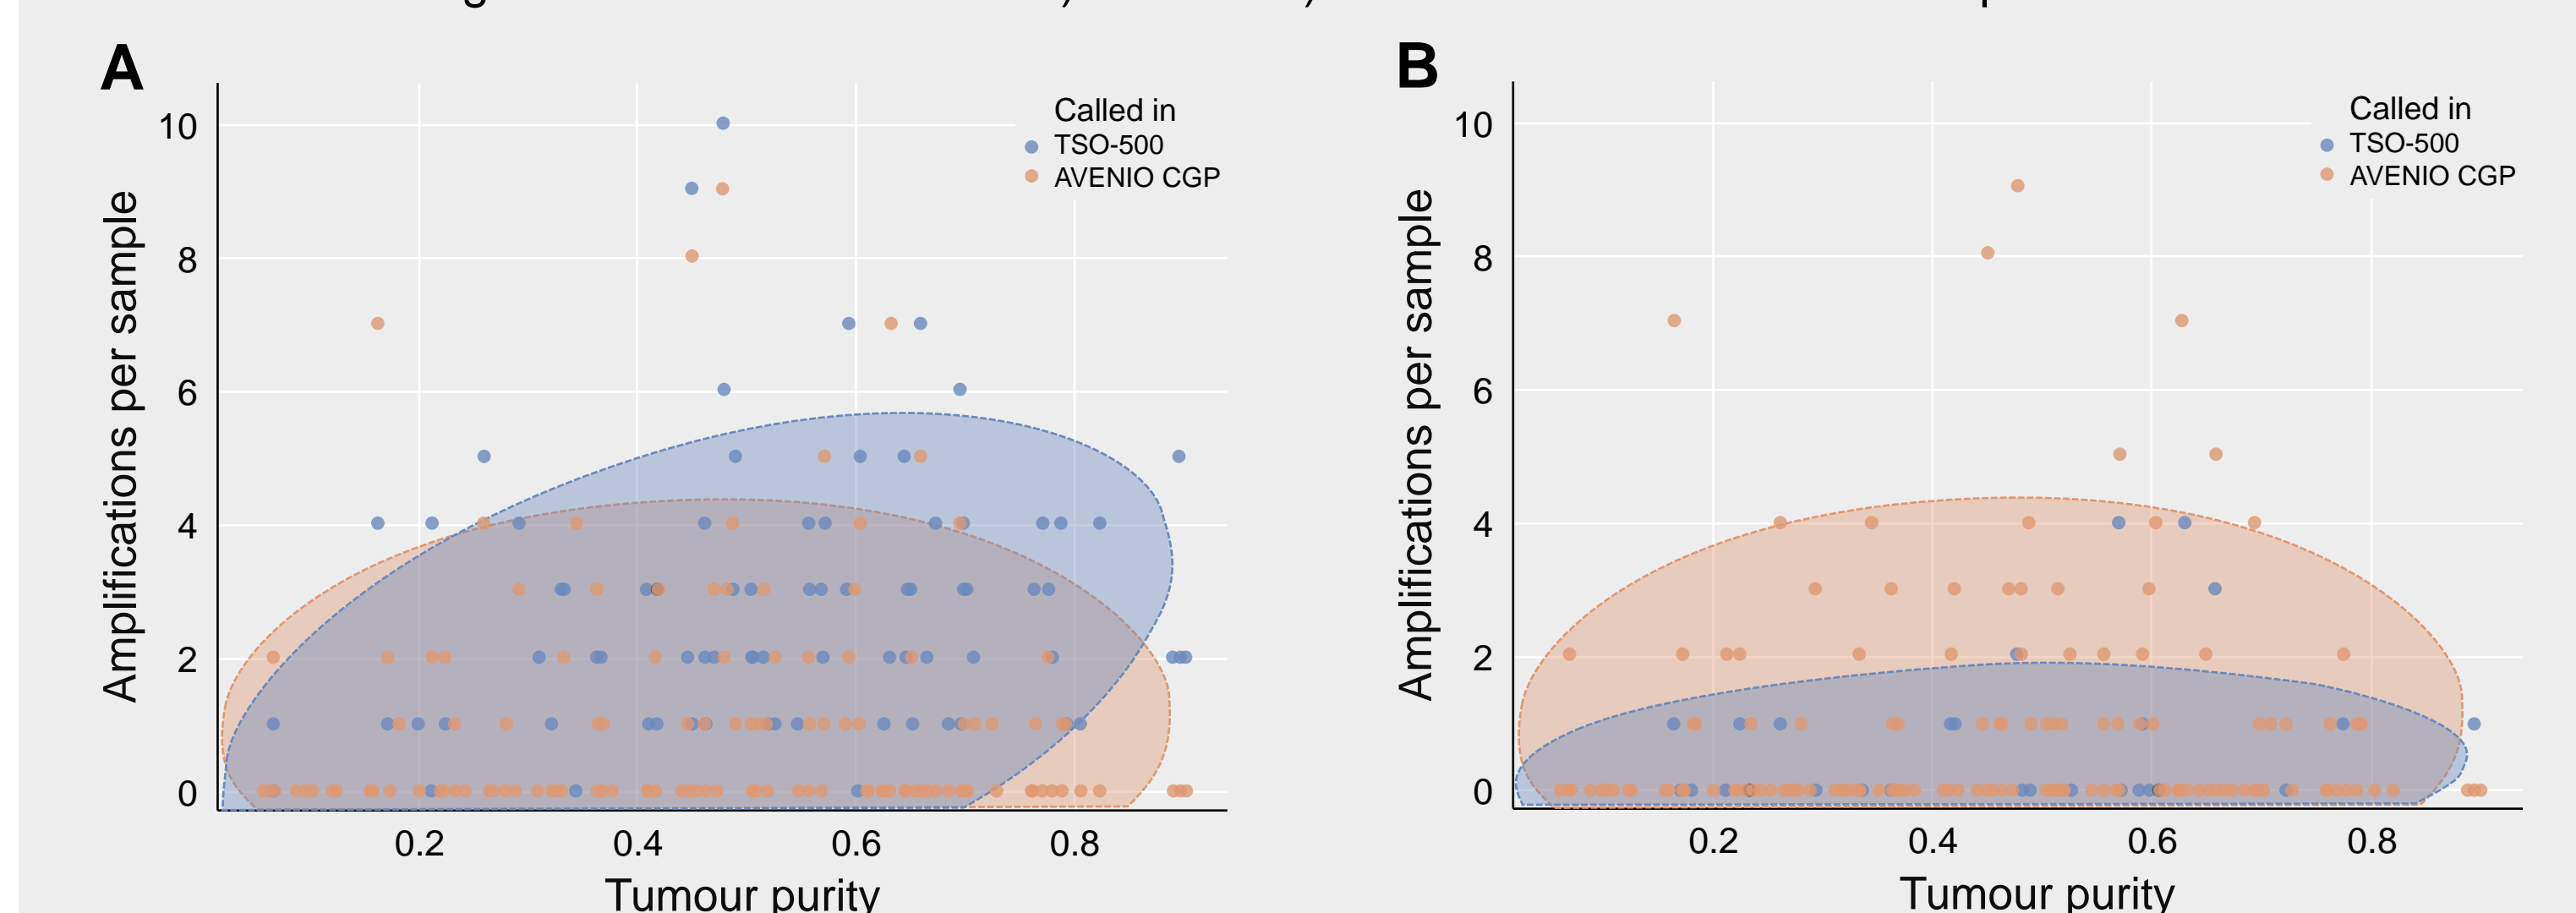 A
Called in
TSO-500
AVENIO CGP
Amplifications per sample
10
8
6
4
2
0
0.2 0.4 0.6 0.8
Tumour purity
B
Called in
TSO-500
AVENIO CGP
Amplifications per sample
10
8
6
4
2
0
0.2 0.4 0.6 0.8
Tumour purity